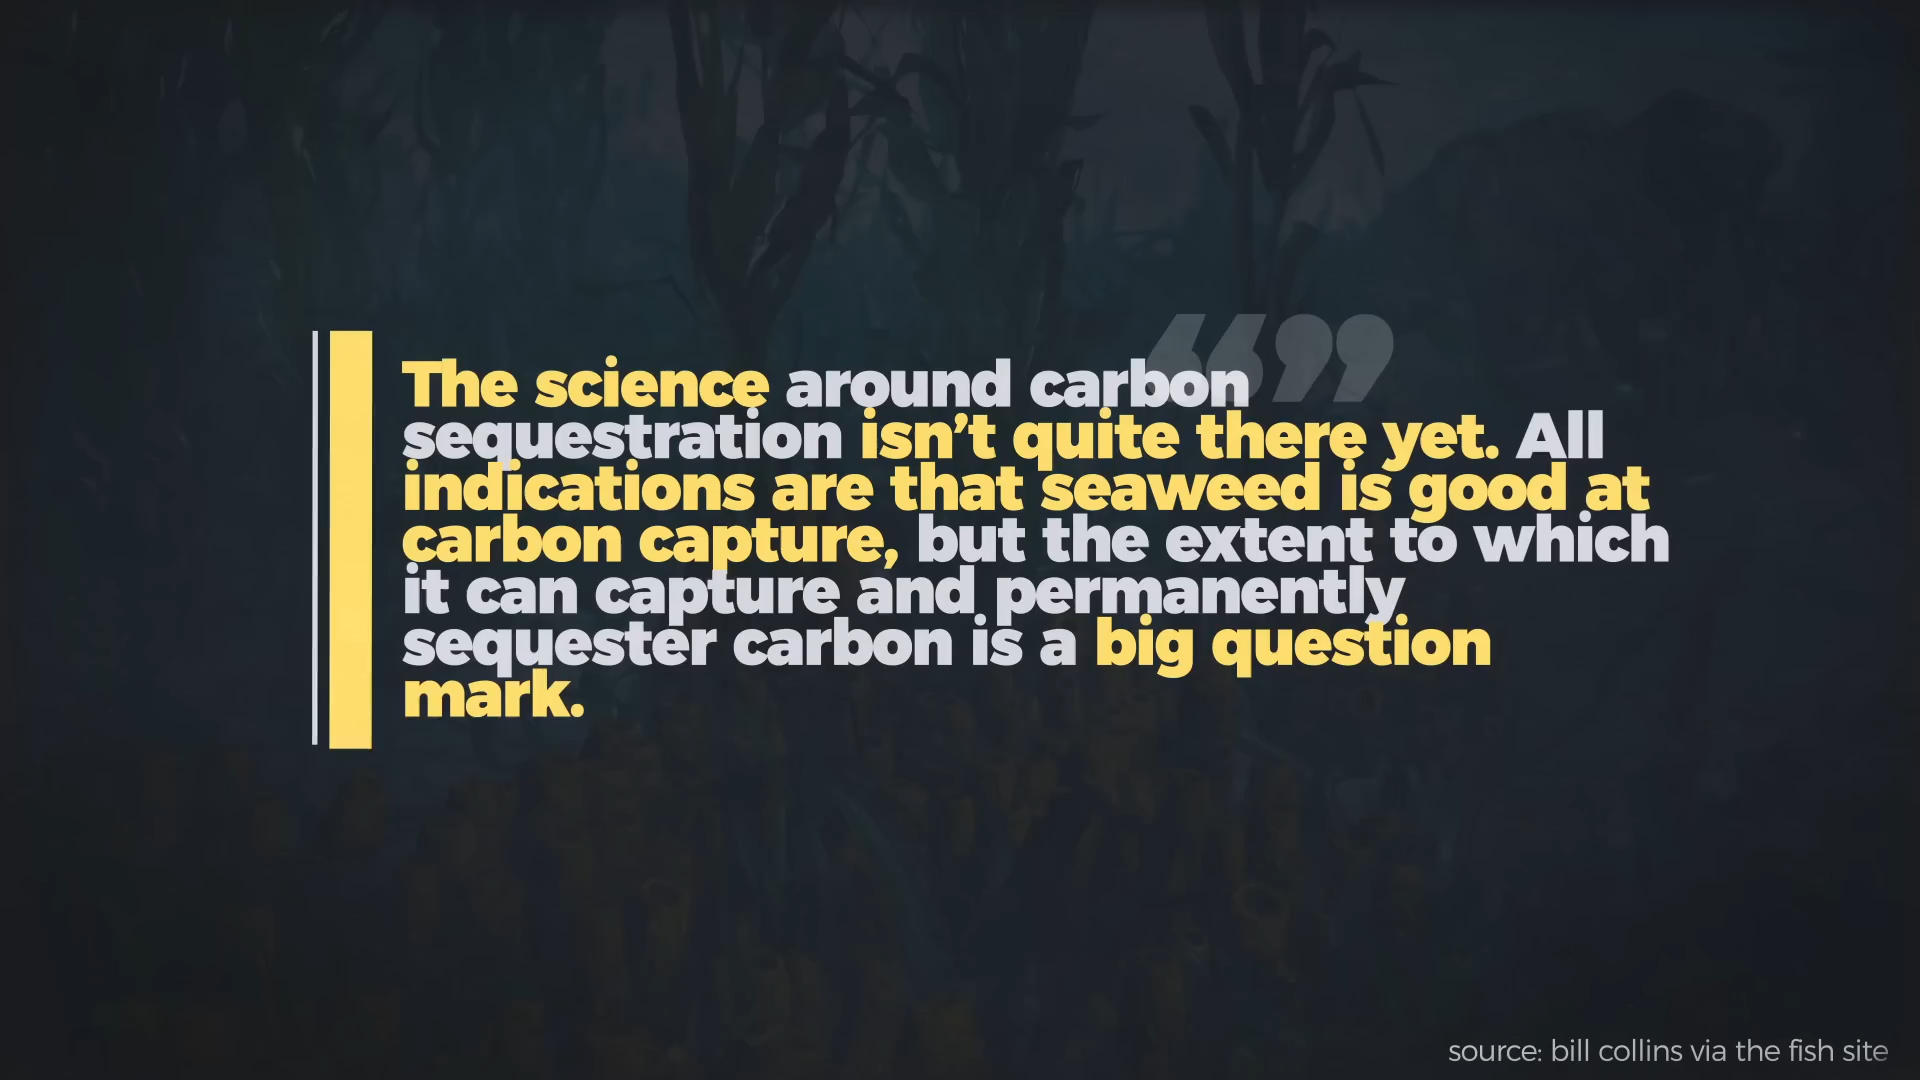 The science around carbon
sequestration isn’t quite there yet. All
indications are that seaweed is good at
carbon capture, but the extent to which
it can capture and permanently
sequester carbon is a big question
mark.
source: bill collins via the fish site